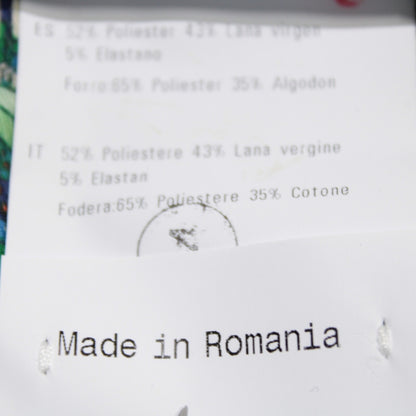 ES 52% Poliester 43% Lana virgen
5% Elastano
Forro:65% Poliester 35% Algodon
IT 52% Poliestere 43% Lana vergine
5% Elastan
Fodera:65% Poliestere 35% Cotone
Made in Romania